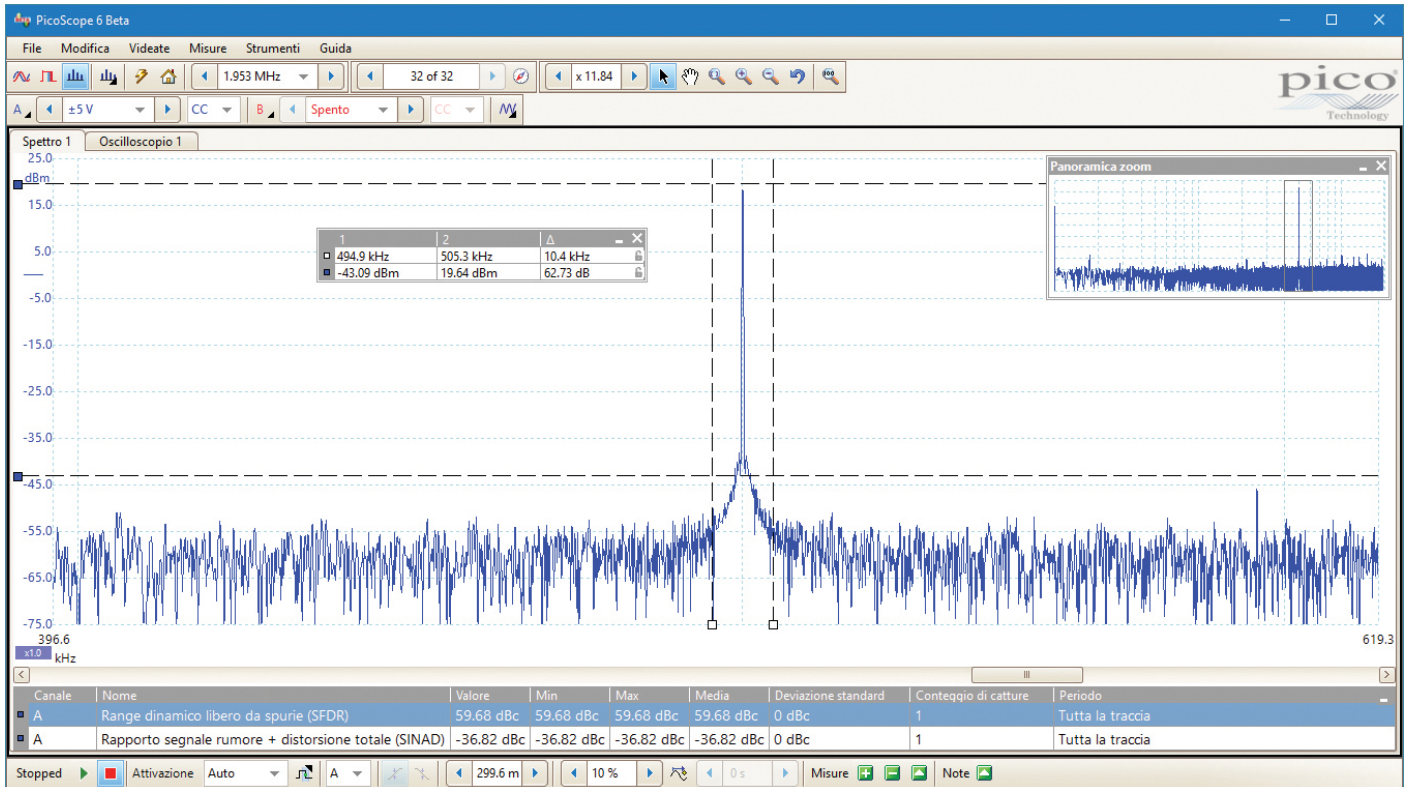 PicoScope 6 Beta
File Modifica Videate Misure Strumenti Guida
1.953 MHz 32 of 32 x 11.84
pico
Technology
A ±5 V CC B Spento CC
Spettro 1 Oscilloscopio 1
25.0
dBm
15.0
5.0
-5.0
-15.0
-25.0
-35.0
-45.0
-55.0
-65.0
-75.0
Panoramica zoom
1 2 Δ
494.9 kHz 505.3 kHz 10.4 kHz
-43.09 dBm 19.64 dBm 62.73 dB
396.6 619.3
x1.0 kHz
Canale Nome Valore Min Max Media Deviazione standard Conteggio di catture Periodo
A Range dinamico libero da spurie (SFDR) 59.68 dBc 59.68 dBc 59.68 dBc 59.68 dBc 0 dBc 1 Tutta la traccia
A Rapporto segnale rumore + distorsione totale (SINAD) -36.82 dBc -36.82 dBc -36.82 dBc -36.82 dBc 0 dBc 1 Tutta la traccia
Stopped Attivazione Auto A 299.6 m 10 % 0 s Misure Note